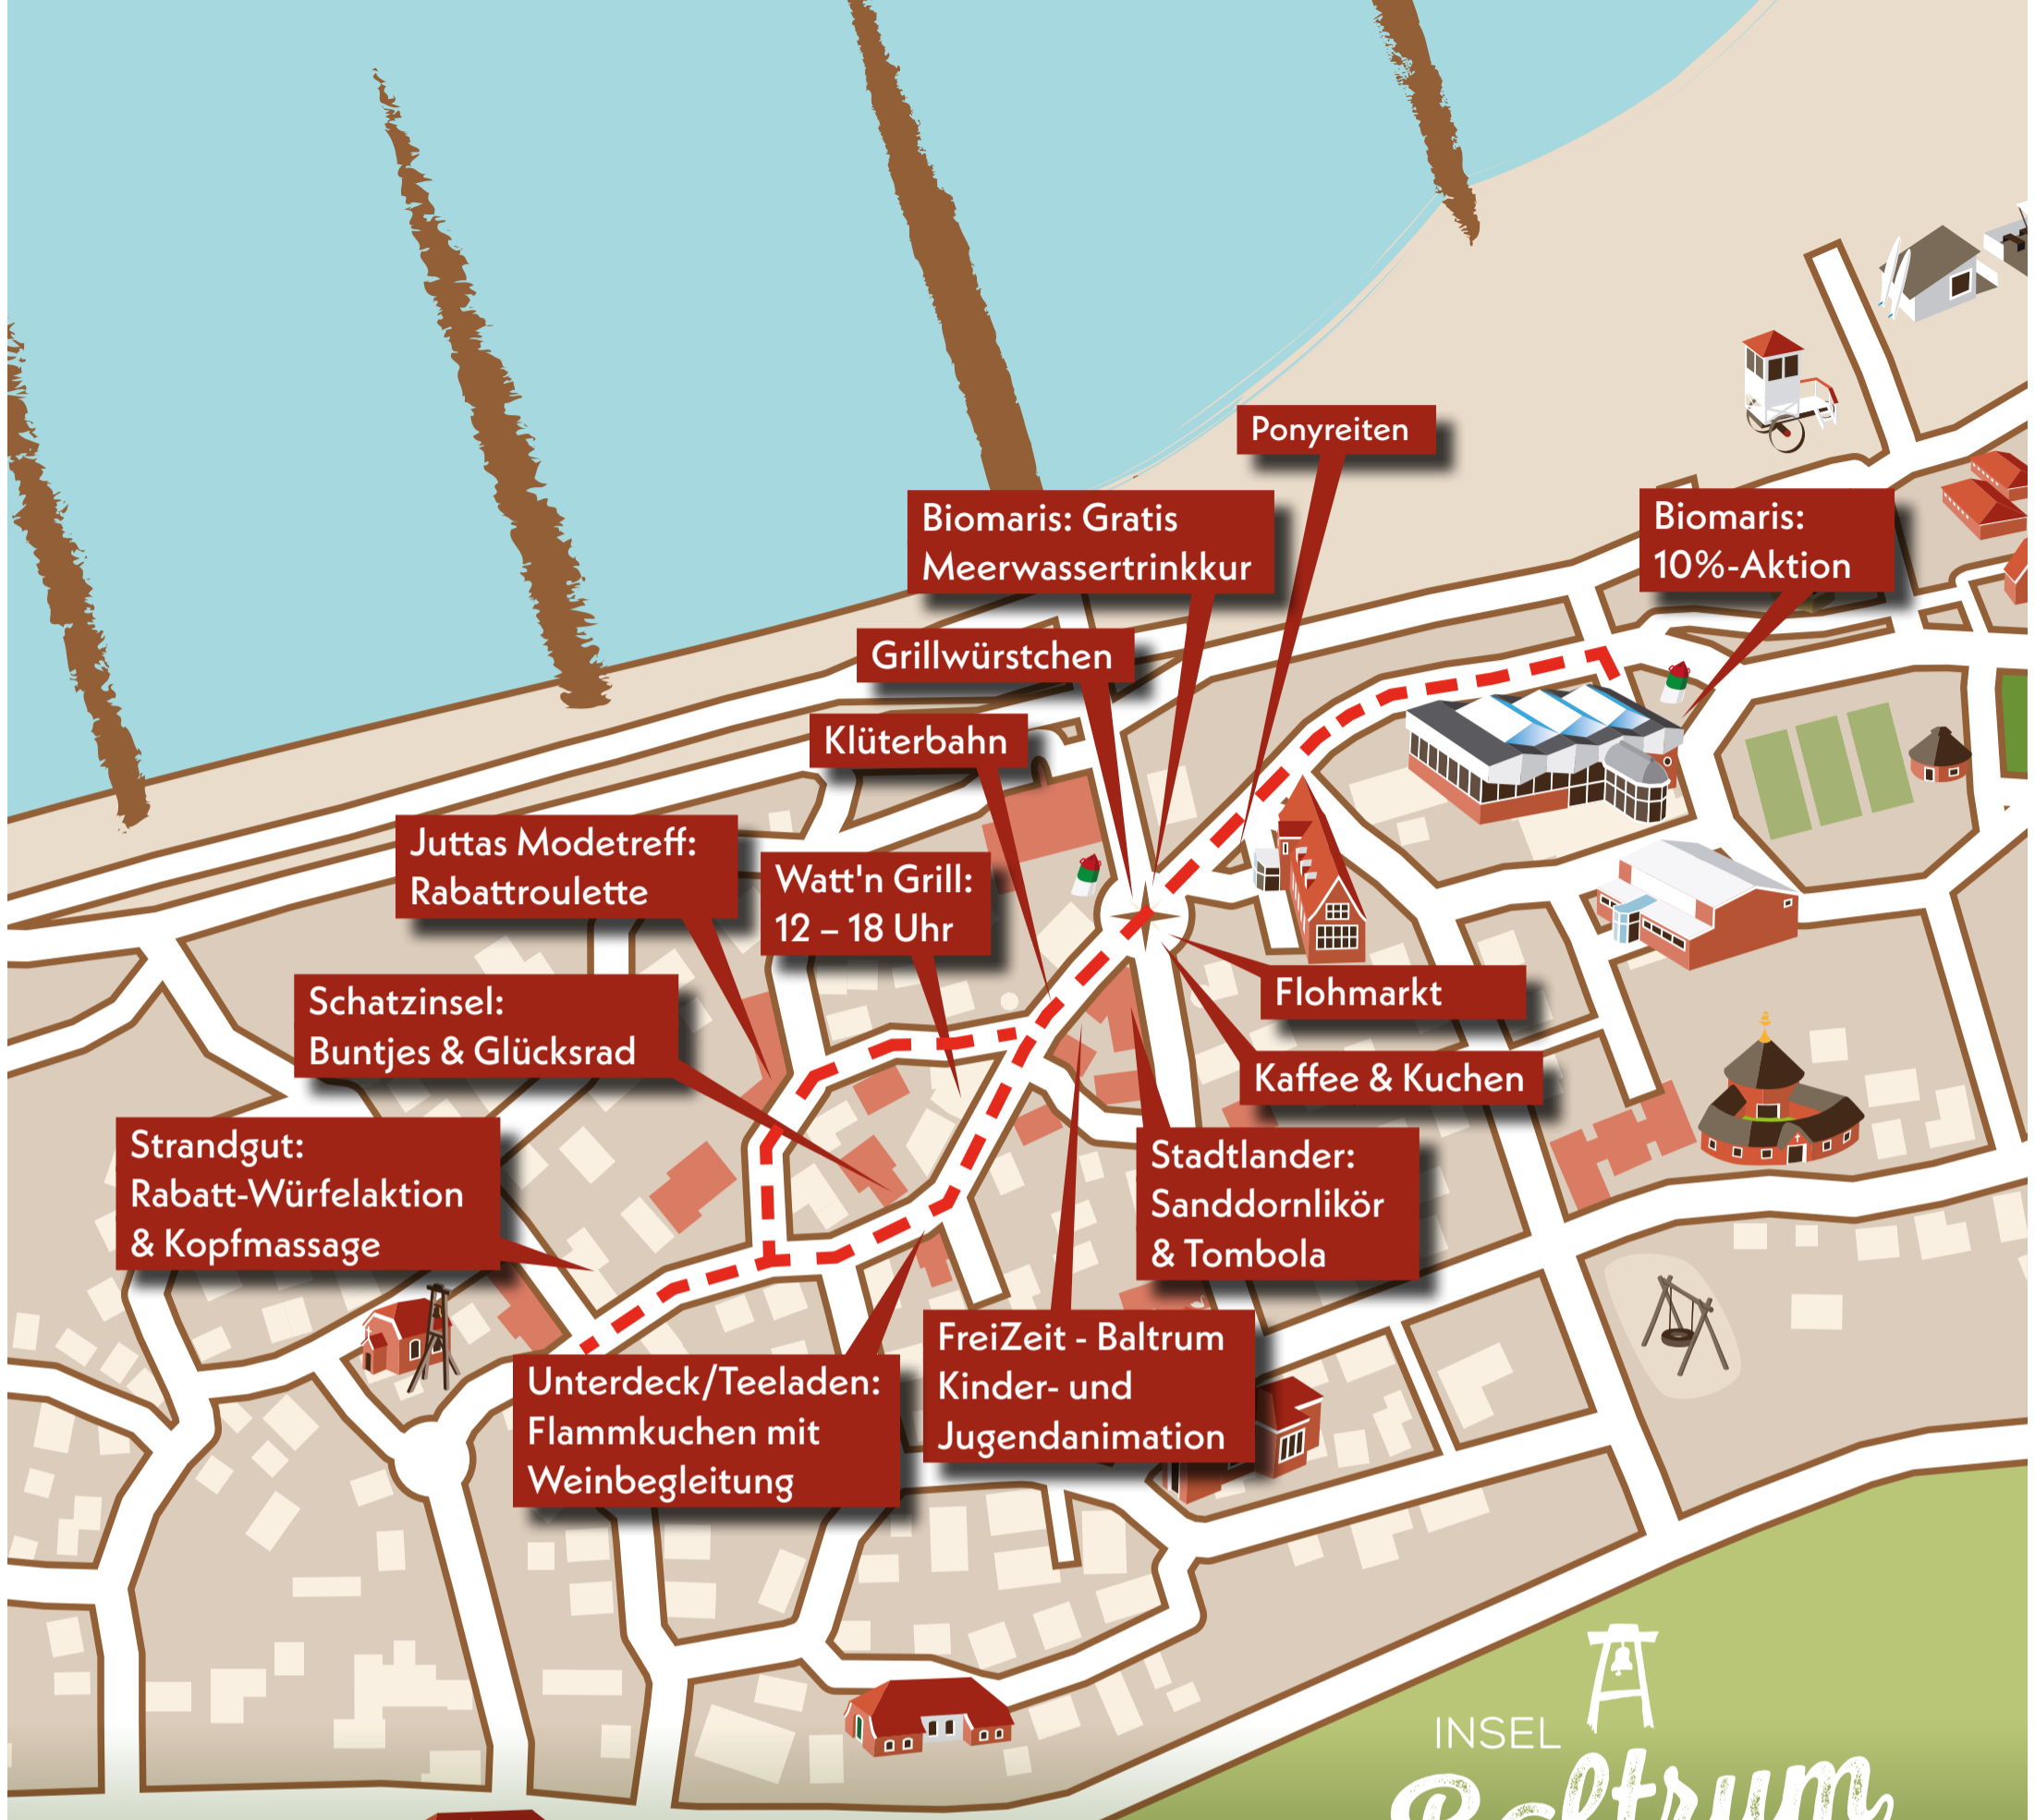 Ponyreiten
Biomaris: Gratis
Meerwassertrinkkur
Biomaris:
10%-Aktion
Grillwürstchen
Klüterbahn
Juttas Modetreff:
Rabattroulette
Watt'n Grill:
12 – 18 Uhr
Schatzinsel:
Buntjes & Glücksrad
Flohmarkt
Kaffee & Kuchen
Strandgut:
Rabatt-Würfelaktion
& Kopfmassage
Stadtlander:
Sanddornlikör
& Tombola
FreiZeit - Baltrum
Kinder- und
Jugendanimation
Unterdeck/Teeladen:
Flammkuchen mit
Weinbegleitung
INSEL
Baltrum